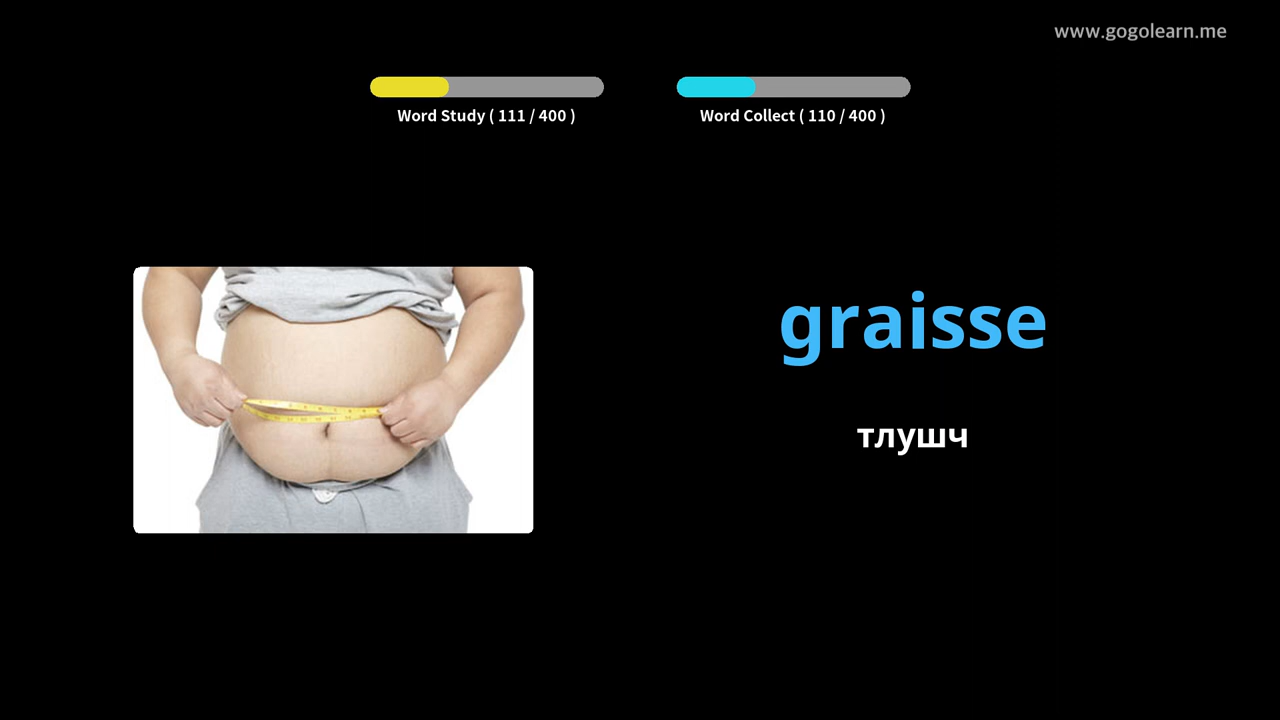 www.gogolearn.me
Word Study ( 111 / 400 )
Word Collect ( 110 / 400 )
graisse
тлушч